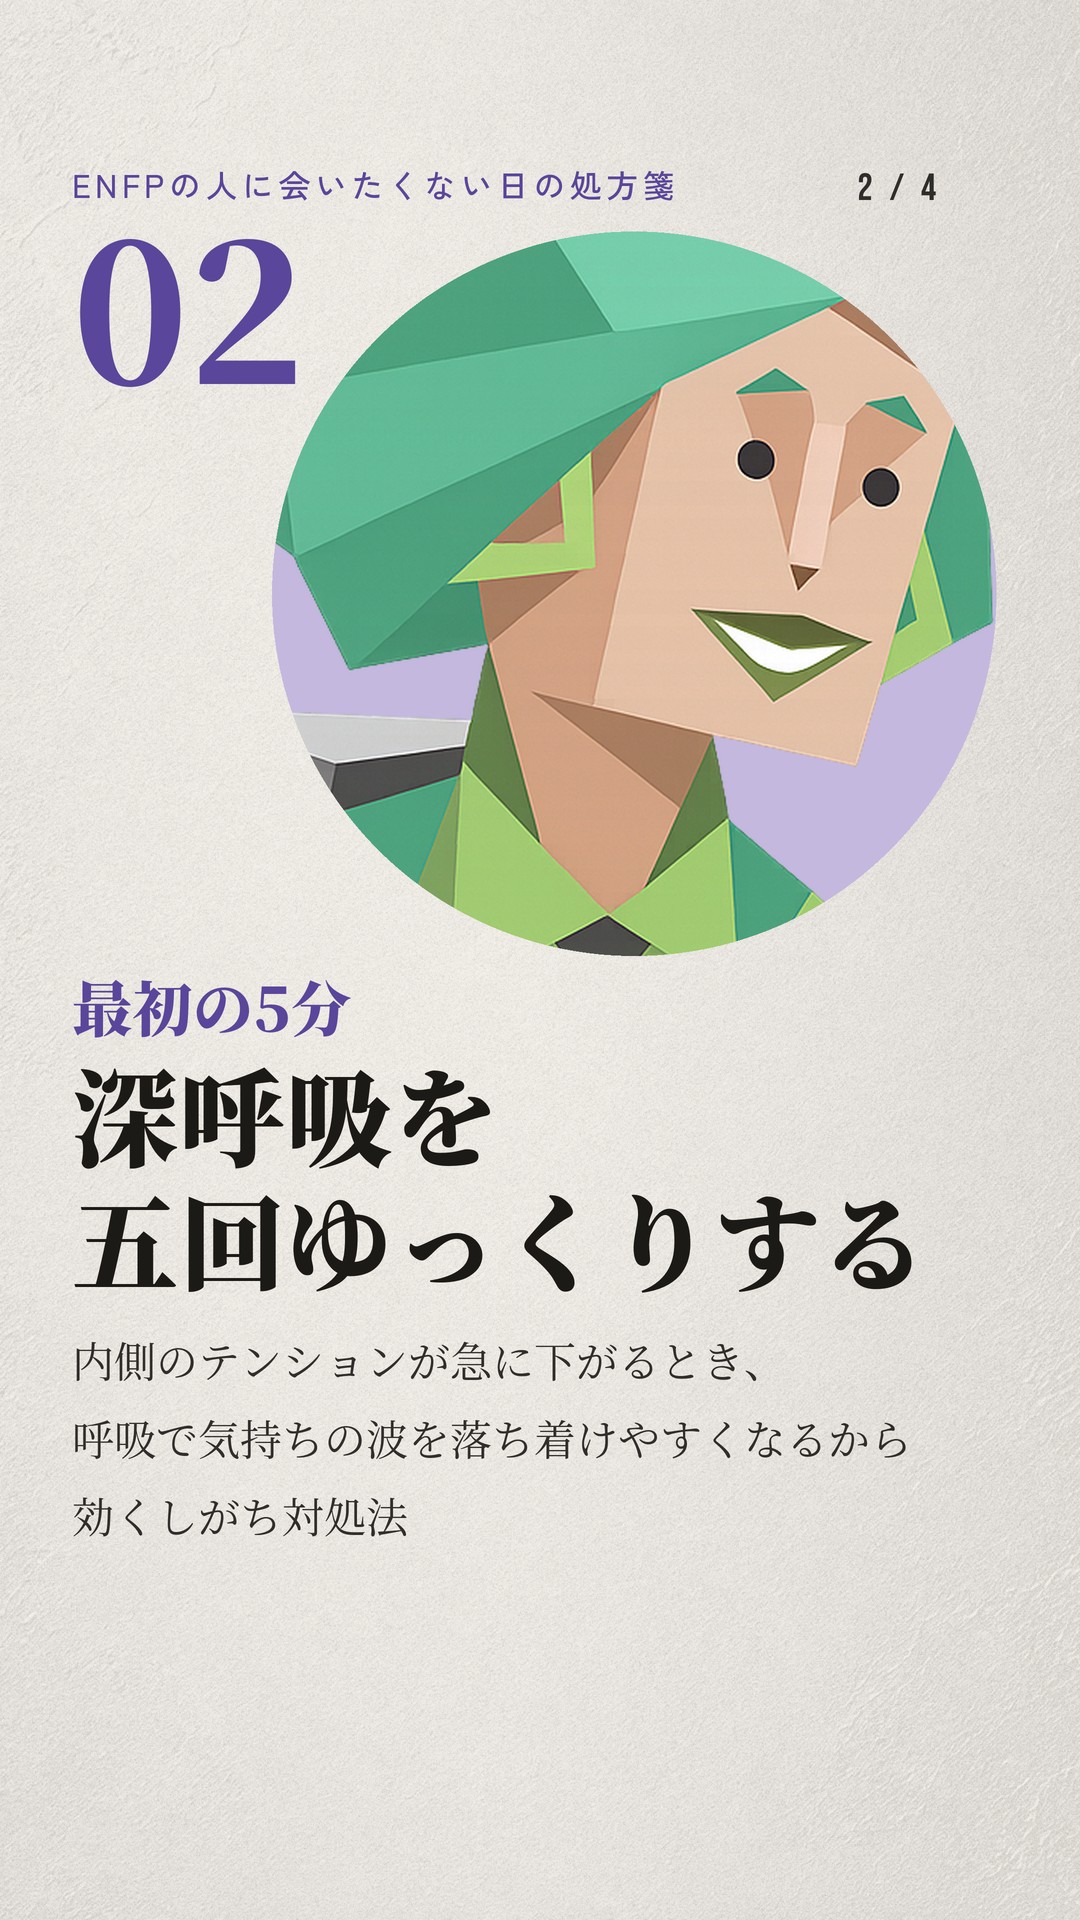 ENFPの人に会いたくない日の処方箋
2 / 4
02
最初の5分
深呼吸を
五回ゆっくりする
内側のテンションが急に下がるとき、
呼吸で気持ちの波を落ち着けやすくなるから
効くしがち対処法